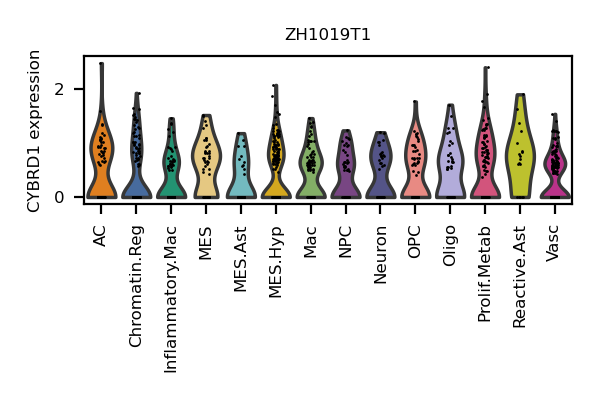 ZH1019T1
CYBRD1 expression
2
0
AC
Chromatin.Reg
Inflammatory.Mac
MES
MES.Ast
MES.Hyp
Mac
NPC
Neuron
OPC
Oligo
Prolif.Metab
Reactive.Ast
Vasc